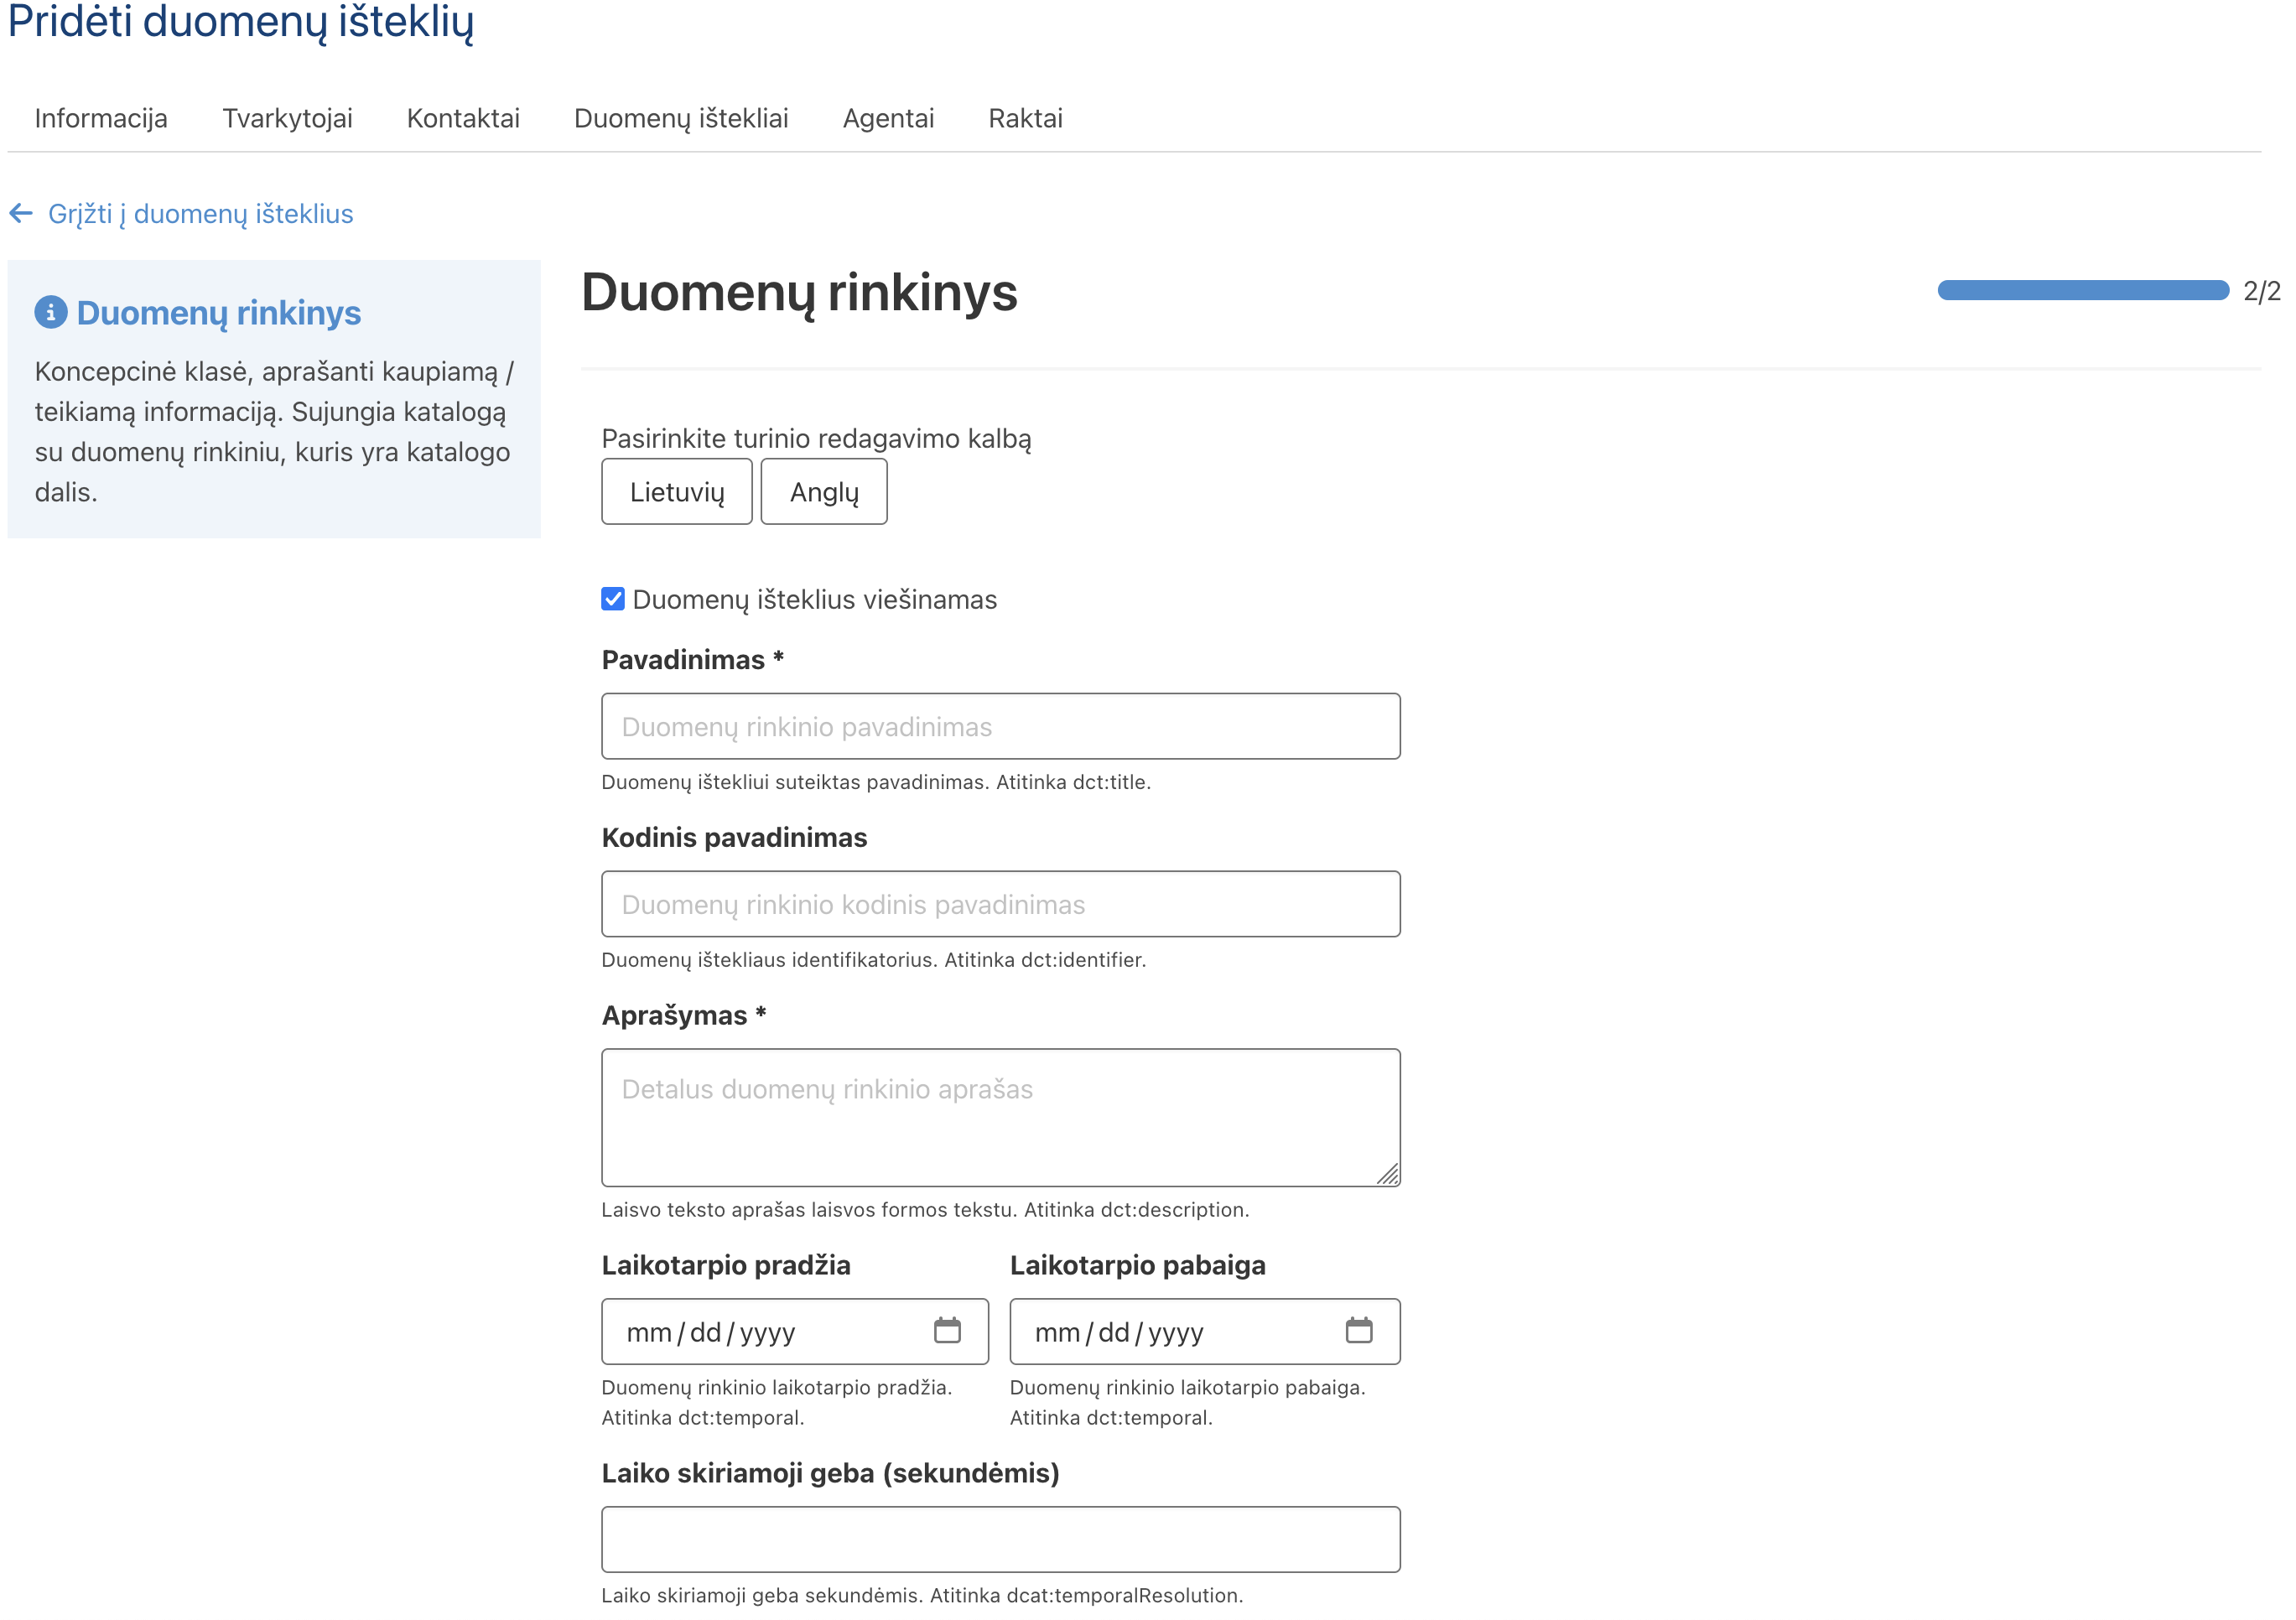 Pridėti duomenų išteklių
Informacija Tvarkytojai Kontaktai Duomenų ištekliai Agentai Raktai
← Grįžti į duomenų išteklius
Duomenų rinkinys
Koncepcinė klasė, aprašanti kaupiamą /
teikiamą informaciją. Sujungia katalogą
su duomenų rinkiniu, kuris yra katalogo
dalis.
Duomenų rinkinys
2/2
Pasirinkite turinio redagavimo kalbą
Lietuvių Anglų
Duomenų išteklius viešinamas
Pavadinimas *
Duomenų rinkinio pavadinimas
Duomenų ištekliui suteiktas pavadinimas. Atitinka dct:title.
Kodinis pavadinimas
Duomenų rinkinio kodinis pavadinimas
Duomenų ištekliaus identifikatorius. Atitinka dct:identifier.
Aprašymas *
Detalus duomenų rinkinio aprašas
Laisvo teksto aprašas laisvos formos tekstu. Atitinka dct:description.
Laikotarpio pradžia Laikotarpio pabaiga
mm/dd/yyyy mm/dd/yyyy
Duomenų rinkinio laikotarpio pradžia. Duomenų rinkinio laikotarpio pabaiga.
Atitinka dct:temporal. Atitinka dct:temporal.
Laiko skiriamoji geba (sekundėmis)
Laiko skiriamoji geba sekundėmis. Atitinka dcat:temporalResolution.